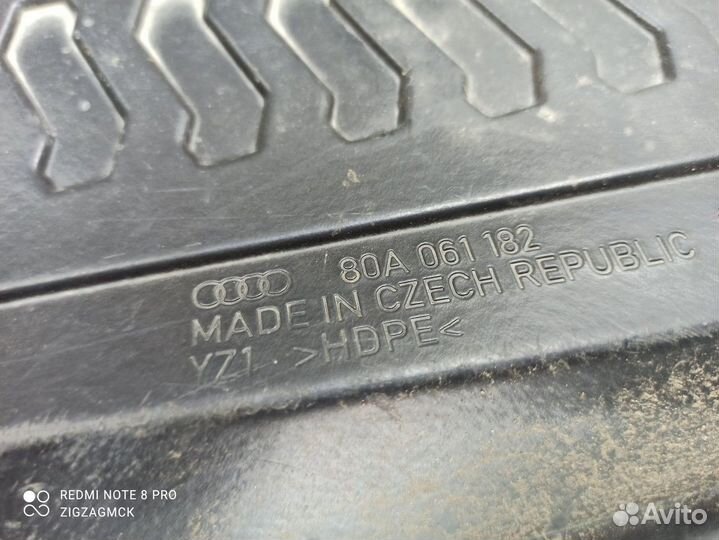 80A 061 182
MADE IN CZECH REPUBLIC
YZ1 >HDPE<
REDMI NOTE 8 PRO
ZIGZAGMCK
Avito